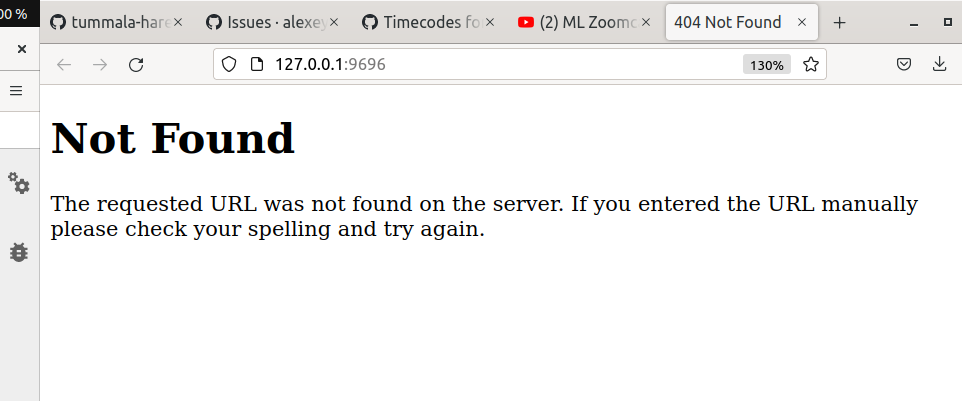 00 %
tummala-hare
Issues · alexey
Timecodes fo
(2) ML Zoomc
404 Not Found
127.0.0.1:9696
130%
Not Found
The requested URL was not found on the server. If you entered the URL manually
please check your spelling and try again.